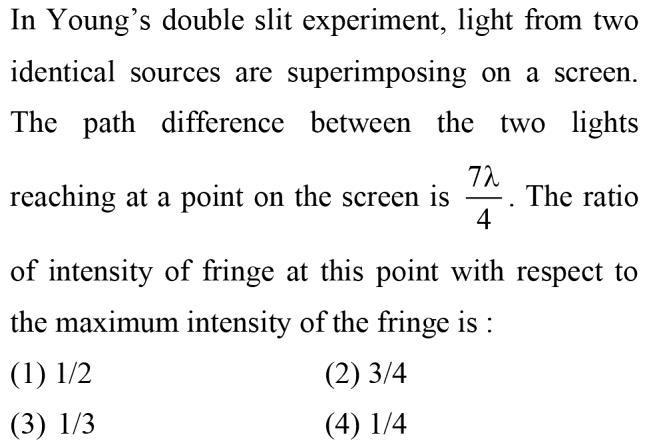 In Young’s double slit experiment, light from two
identical sources are superimposing on a screen.
The path difference between the two lights
reaching at a point on the screen is 7λ/4. The ratio
of intensity of fringe at this point with respect to
the maximum intensity of the fringe is :
(1) 1/2 (2) 3/4
(3) 1/3 (4) 1/4